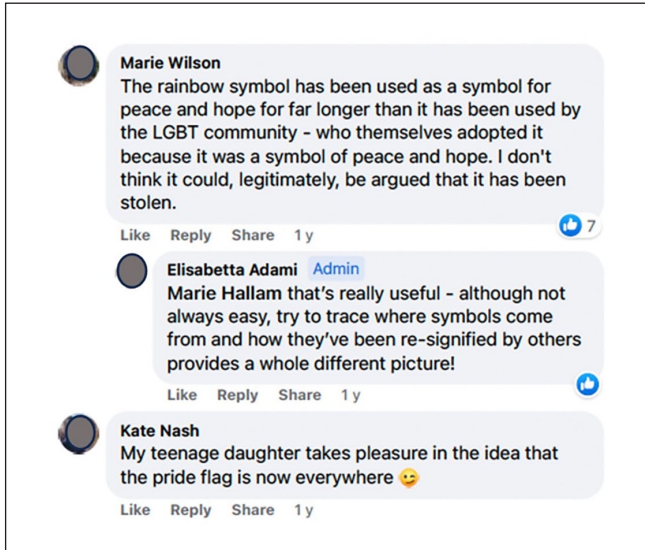 Marie Wilson
The rainbow symbol has been used as a symbol for
peace and hope for far longer than it has been used by
the LGBT community - who themselves adopted it
because it was a symbol of peace and hope. I don't
think it could, legitimately, be argued that it has been
stolen.
7
Like Reply Share 1 y
Elisabetta Adami Admin
Marie Hallam that's really useful - although not
always easy, try to trace where symbols come
from and how they've been re-signified by others
provides a whole different picture!
Like Reply Share 1 y
Kate Nash
My teenage daughter takes pleasure in the idea that
the pride flag is now everywhere 😜
Like Reply Share 1 y